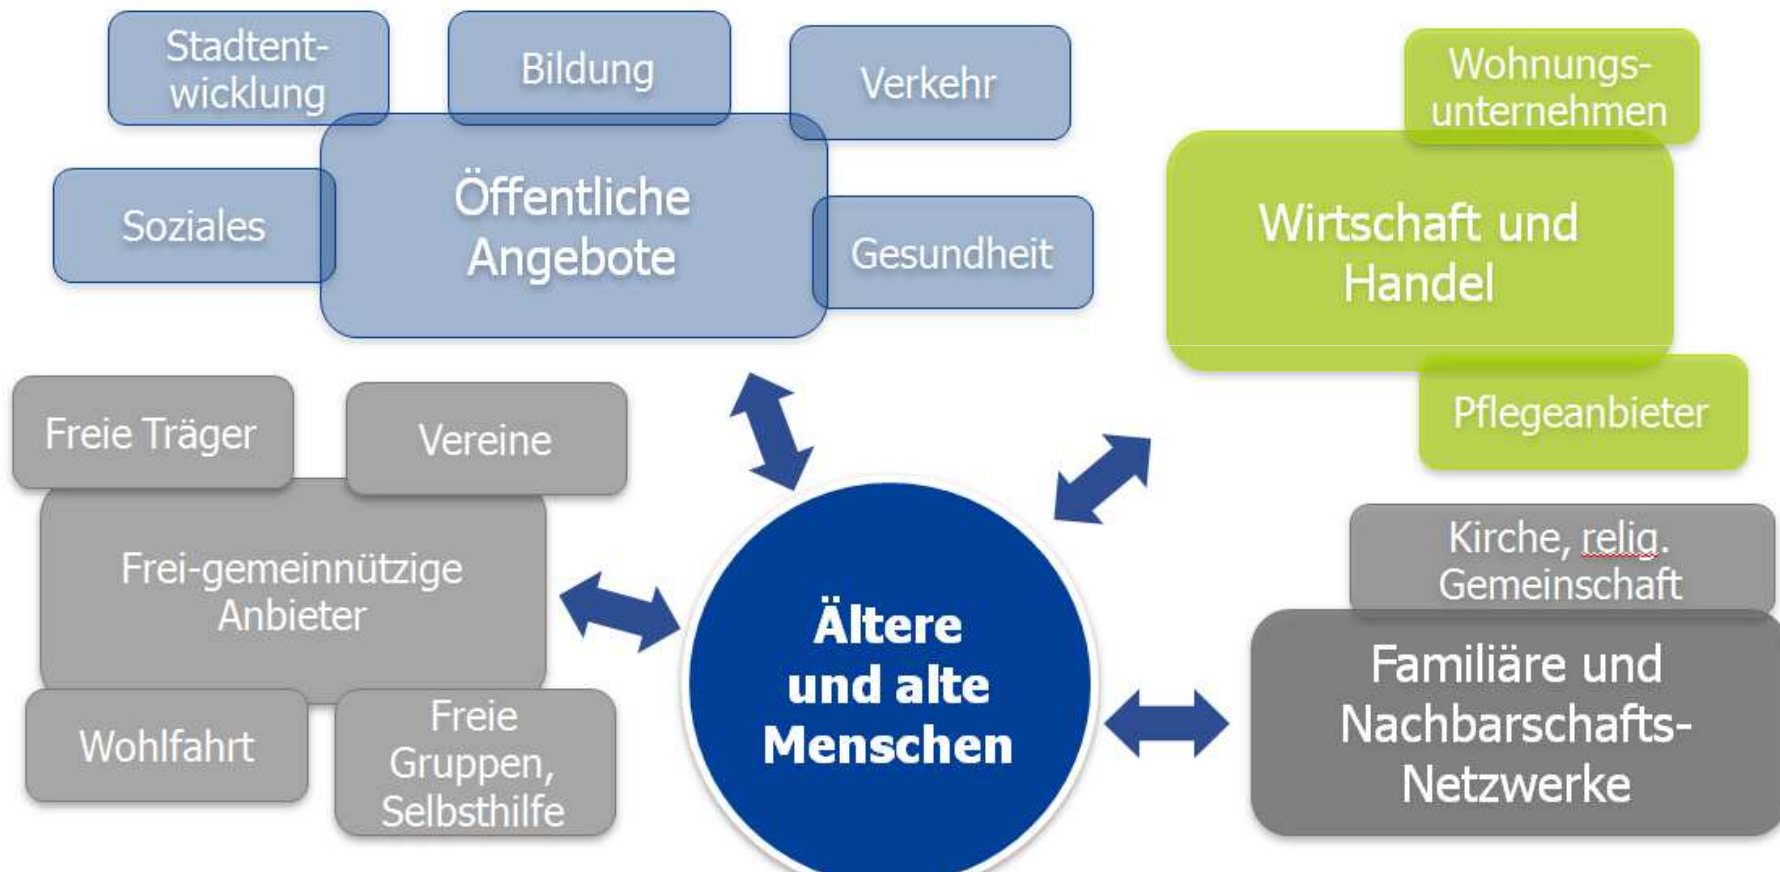 Stadtent-
wicklung
Bildung
Verkehr
Soziales
Öffentliche
Angebote
Gesundheit
Wohnungs-
unternehmen
Wirtschaft und
Handel
Pflegeanbieter
Freie Träger
Vereine
Frei-gemeinnützige
Anbieter
Wohlfahrt
Freie
Gruppen,
Selbsthilfe
Ältere
und alte
Menschen
Kirche, relig.
Gemeinschaft
Familiäre und
Nachbarschafts-
Netzwerke